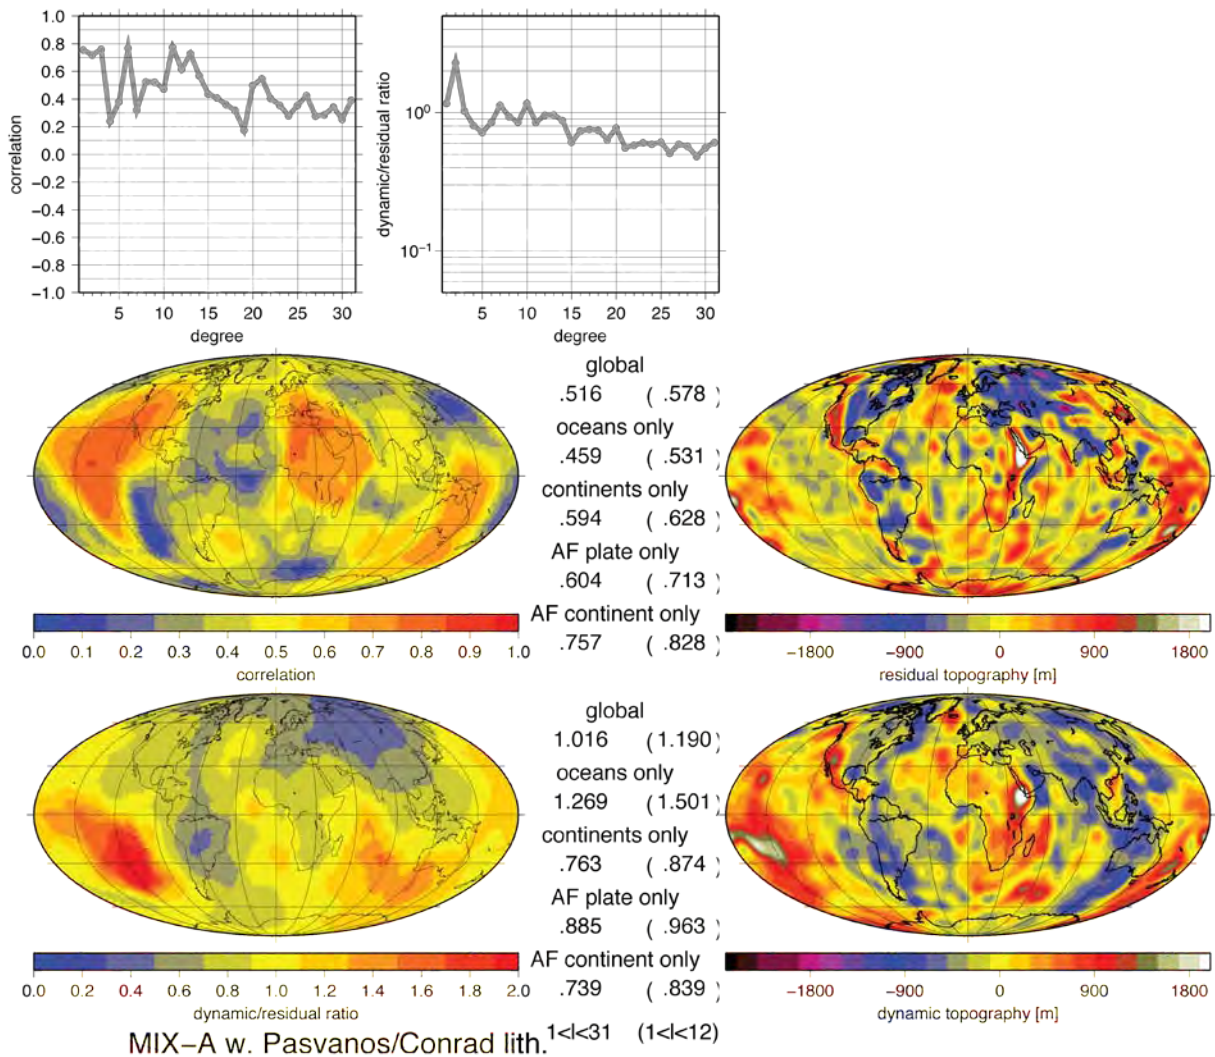 1.0
0.8
0.6
0.4
0.2
0.0
−0.2
−0.4
−0.6
−0.8
−1.0
correlation
5 10 15 20 25 30
degree
10⁰
10⁻¹
dynamic/residual ratio
5 10 15 20 25 30
degree
global
.516 ( .578)
oceans only
.459 ( .531)
continents only
.594 ( .628)
AF plate only
.604 ( .713)
AF continent only
.757 ( .828)
0.0 0.1 0.2 0.3 0.4 0.5 0.6 0.7 0.8 0.9 1.0
correlation
−1800 −900 0 900 1800
residual topography [m]
global
1.016 (1.190)
oceans only
1.269 (1.501)
continents only
.763 ( .874)
AF plate only
.885 ( .963)
AF continent only
.739 ( .839)
0.0 0.2 0.4 0.6 0.8 1.0 1.2 1.4 1.6 1.8 2.0
dynamic/residual ratio
−1800 −900 0 900 1800
dynamic topography [m]
1<l<31 (1<l<12)
MIX−A w. Pasvanos/Conrad lith.